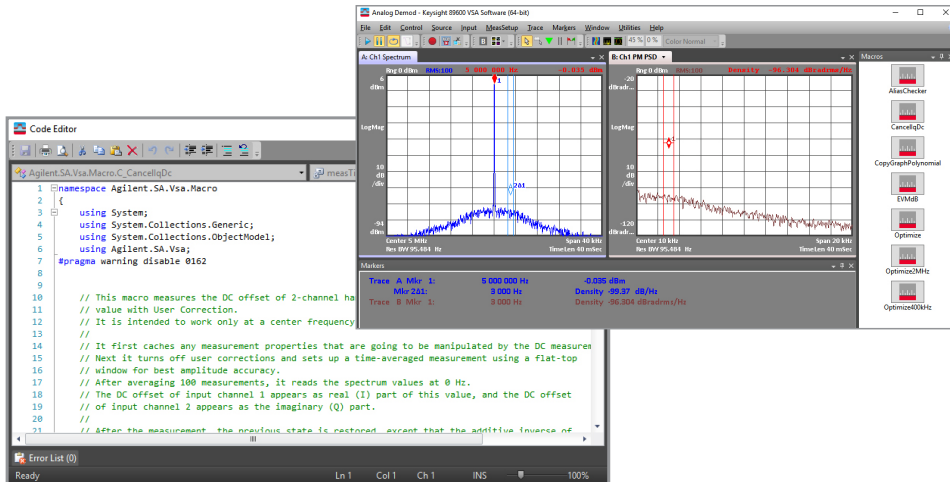 Analog Demod - Keysight 89600 VSA Software (64-bit)
File Edit Control Source Input MeasSetup Trace Markers Window Utilities Help
45 % 0 % Color Normal
A: Ch1 Spectrum
Rng 0 dBm RMS:100 5 000 000 Hz -0.035 dBm
6
dBm
LogMag
10
dB
/div
-94
dBm
1
2Δ1
Center 5 MHz Span 40 kHz
Res BW 95.484 Hz TimeLen 40 mSec
B: Ch1 PM PSD
Rng 0 dBm RMS:100 Density -96.304 dBradrms/Hz
-20
dBradr...
LogMag
10
dB
/div
-120
dBradr...
1
Center 10 kHz Span 20 kHz
Res BW 95.484 Hz TimeLen 40 mSec
Macros
AliasChecker
CancelIqDc
CopyGraphPolynomial
EVMdB
Optimize
Optimize2MHz
Optimize400kHz
Markers
Trace A Mkr 1: 5 000 000 Hz -0.035 dBm
Mkr 2Δ1: 3 000 Hz Density -99.37 dB/Hz
Trace B Mkr 1: 3 000 Hz Density -96.304 dBradrms/Hz
Code Editor
Agilent.SA.Vsa.Macro.C_CancelIqDc measTi
1 namespace Agilent.SA.Vsa.Macro
2 {
3 using System;
4 using System.Collections.Generic;
5 using System.Collections.ObjectModel;
6 using Agilent.SA.Vsa;
7 #pragma warning disable 0162
8
9
10 // This macro measures the DC offset of 2-channel ha
11 // value with User Correction.
12 // It is intended to work only at a center frequency
13 //
14 // It first caches any measurement properties that are going to be manipulated by the DC measurem
15 // Next it turns off user corrections and sets up a time-averaged measurement using a flat-top
16 // window for best amplitude accuracy.
17 // After averaging 100 measurements, it reads the spectrum values at 0 Hz.
18 // The DC offset of input channel 1 appears as real (I) part of this value, and the DC offset
19 // of input channel 2 appears as the imaginary (Q) part.
20 //
21 // After the measurement, the previous state is restored, except that the additive inverse of
Error List (0)
Ready Ln 1 Col 1 Ch 1 INS 100%